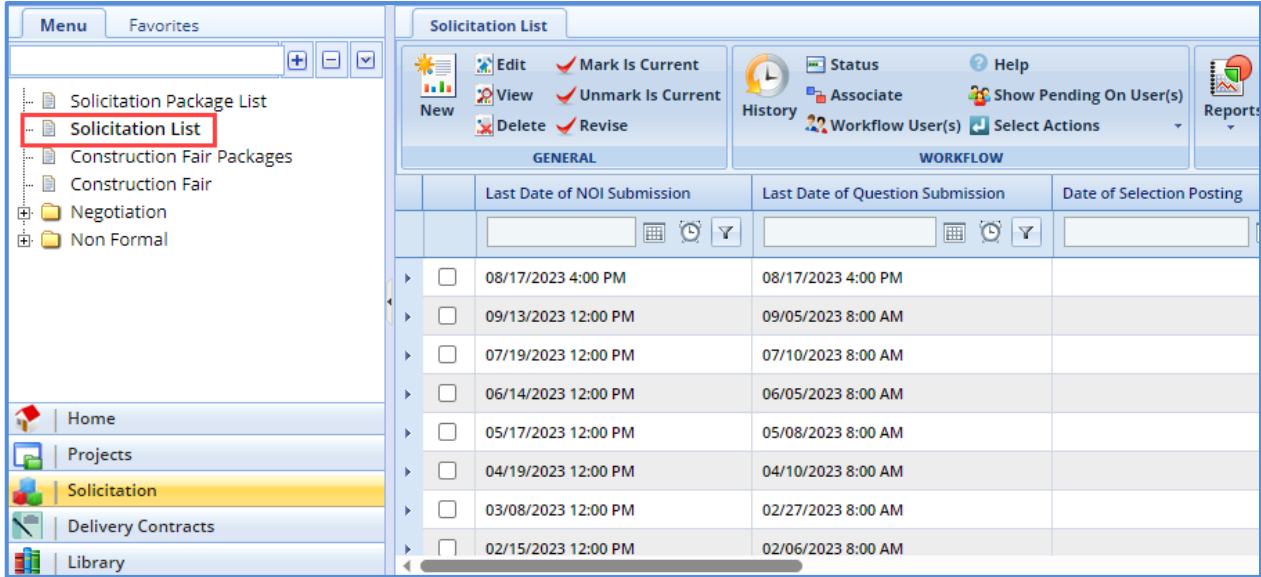 Menu Favorites
Solicitation Package List
Solicitation List
Construction Fair Packages
Construction Fair
Negotiation
Non Formal
Home
Projects
Solicitation
Delivery Contracts
Library
Solicitation List
New
Edit Mark Is Current
View Unmark Is Current
Delete Revise
GENERAL
History
Status Help
Associate Show Pending On User(s)
Workflow User(s) Select Actions
WORKFLOW
Reports
Last Date of NOI Submission Last Date of Question Submission Date of Selection Posting
08/17/2023 4:00 PM 08/17/2023 4:00 PM
09/13/2023 12:00 PM 09/05/2023 8:00 AM
07/19/2023 12:00 PM 07/10/2023 8:00 AM
06/14/2023 12:00 PM 06/05/2023 8:00 AM
05/17/2023 12:00 PM 05/08/2023 8:00 AM
04/19/2023 12:00 PM 04/10/2023 8:00 AM
03/08/2023 12:00 PM 02/27/2023 8:00 AM
02/15/2023 12:00 PM 02/06/2023 8:00 AM